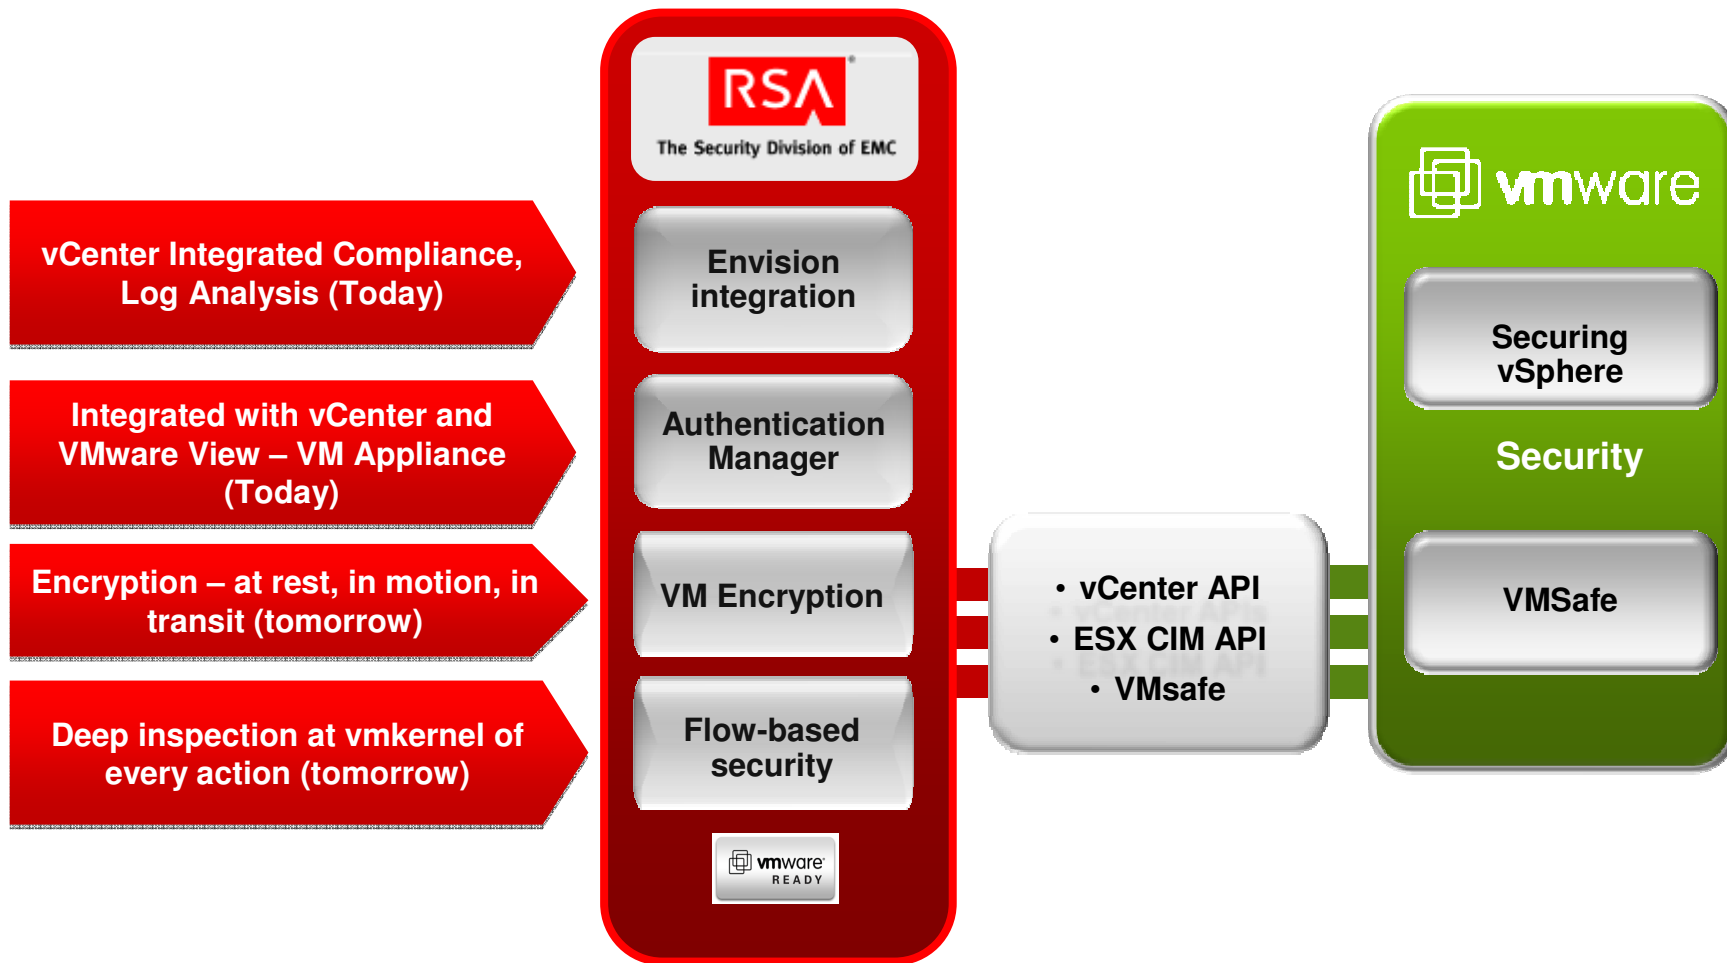 RSA
The Security Division of EMC
vmware
vCenter Integrated Compliance,
Log Analysis (Today)
Envision
integration
Securing
vSphere
Integrated with vCenter and
VMware View – VM Appliance
(Today)
Authentication
Manager
Security
Encryption – at rest, in motion, in
transit (tomorrow)
VM Encryption
• vCenter API
• ESX CIM API
• VMsafe
VMSafe
Deep inspection at vmkernel of
every action (tomorrow)
Flow-based
security
vmware
READY